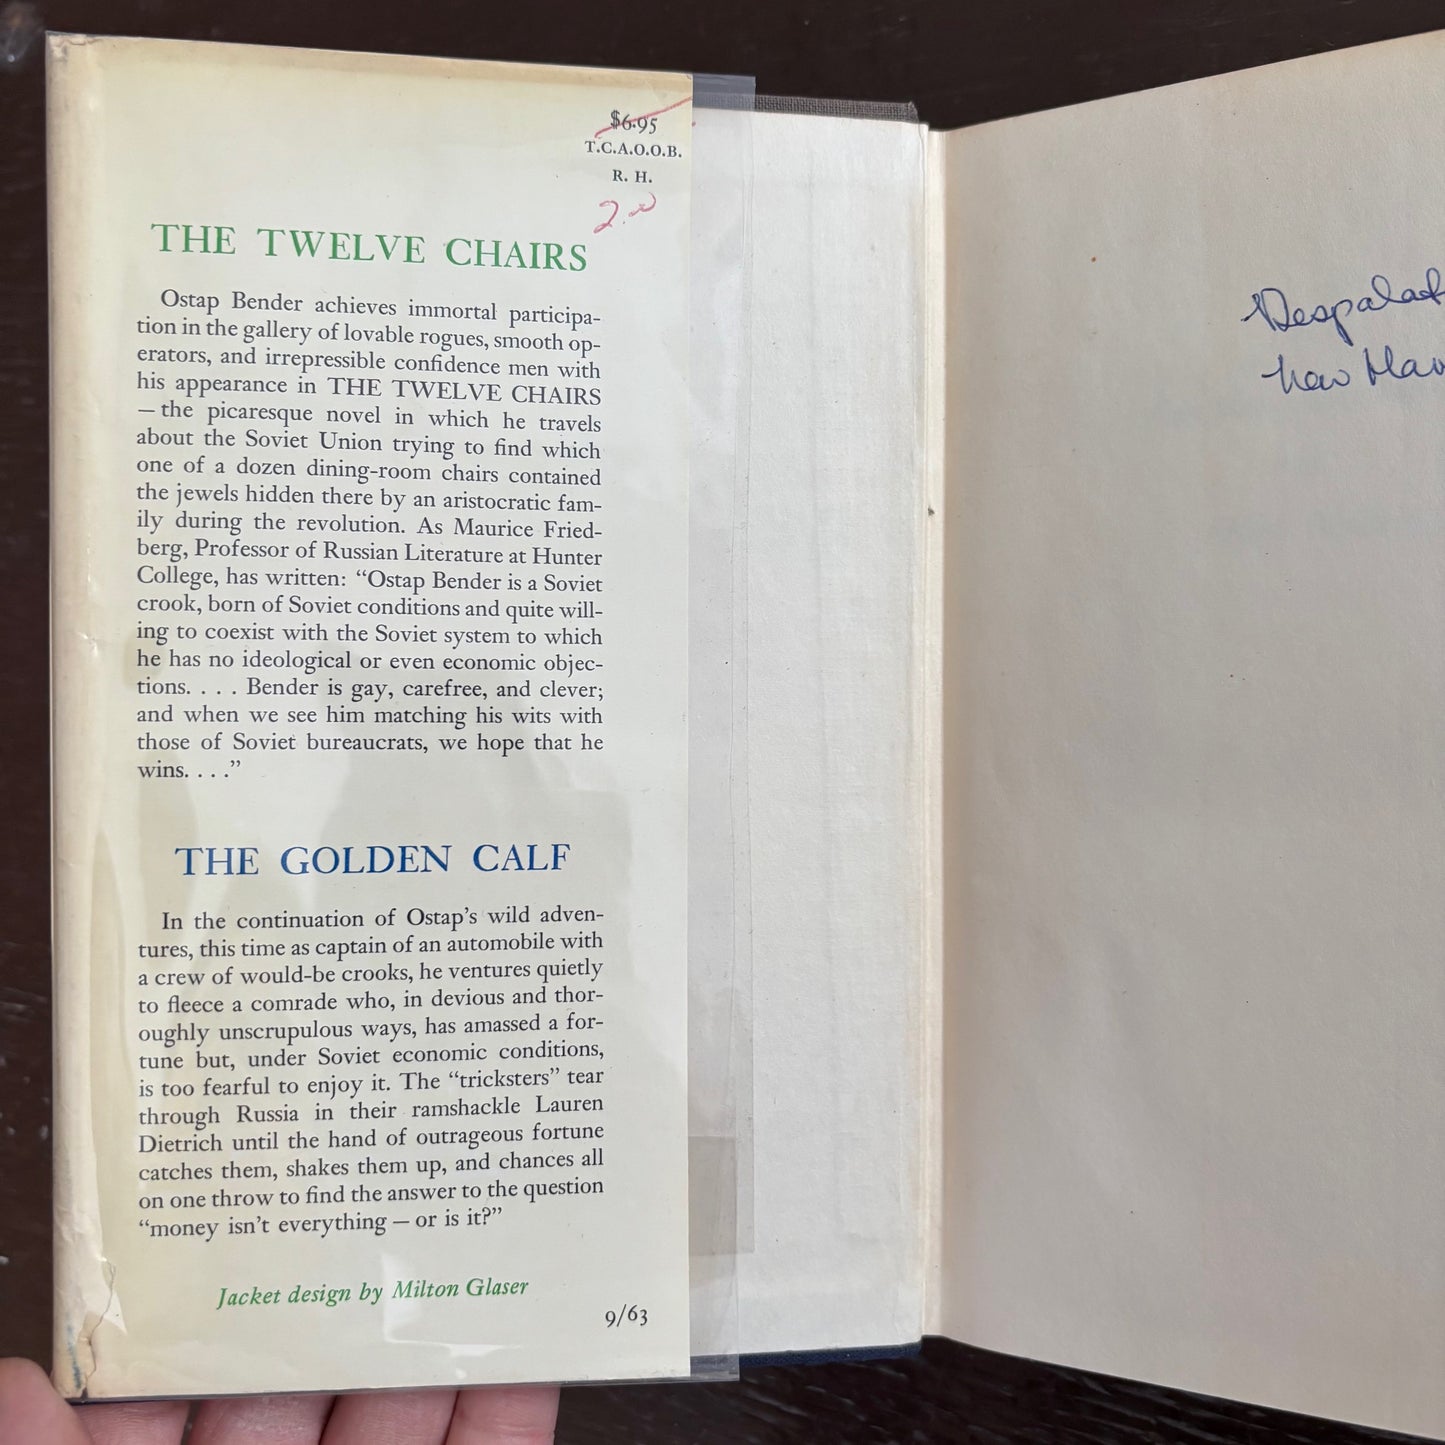 $6.95
T.C.A.O.O.B.
R. H.
2.00
THE TWELVE CHAIRS
Ostap Bender achieves immortal participa-
tion in the gallery of lovable rogues, smooth op-
erators, and irrepressible confidence men with
his appearance in THE TWELVE CHAIRS
— the picaresque novel in which he travels
about the Soviet Union trying to find which
one of a dozen dining-room chairs contained
the jewels hidden there by an aristocratic fam-
ily during the revolution. As Maurice Fried-
berg, Professor of Russian Literature at Hunter
College, has written: “Ostap Bender is a Soviet
crook, born of Soviet conditions and quite will-
ing to coexist with the Soviet system to which
he has no ideological or even economic objec-
tions. . . . Bender is gay, carefree, and clever;
and when we see him matching his wits with
those of Soviet bureaucrats, we hope that he
wins. . . .”
THE GOLDEN CALF
In the continuation of Ostap’s wild adven-
tures, this time as captain of an automobile with
a crew of would-be crooks, he ventures quietly
to fleece a comrade who, in devious and thor-
oughly unscrupulous ways, has amassed a for-
tune but, under Soviet economic conditions,
is too fearful to enjoy it. The “tricksters” tear
through Russia in their ramshackle Lauren
Dietrich until the hand of outrageous fortune
catches them, shakes them up, and chances all
on one throw to find the answer to the question
“money isn’t everything — or is it?”
Jacket design by Milton Glaser
9/63
New